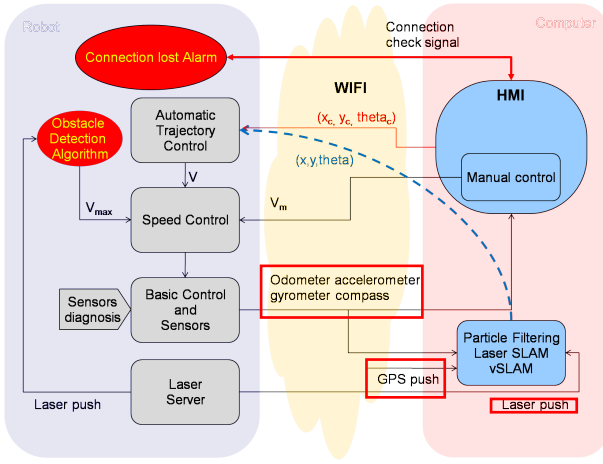 Robot
Connection check signal
Computer
Connection lost Alarm
WIFI
HMI
Automatic
Trajectory
Control
(xc, yc, thetac)
Obstacle
Detection
Algorithm
(x,y,theta)
Manual control
V
Vmax
Speed Control
Vm
Sensors
diagnosis
Basic Control
and
Sensors
Odometer accelerometer
gyrometer compass
Particle Filtering
Laser SLAM
vSLAM
GPS push
Laser
Server
Laser push
Laser push